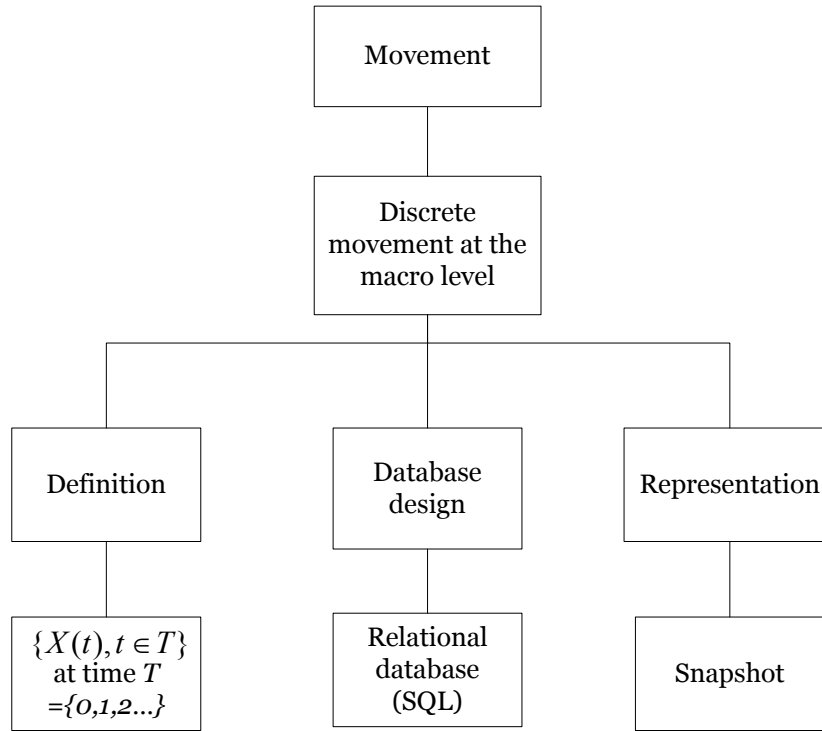 Movement
Discrete
movement at the
macro level
Definition
Database
design
Representation
{X(t), t ∈ T}
at time T
={0,1,2...}
Relational
database
(SQL)
Snapshot